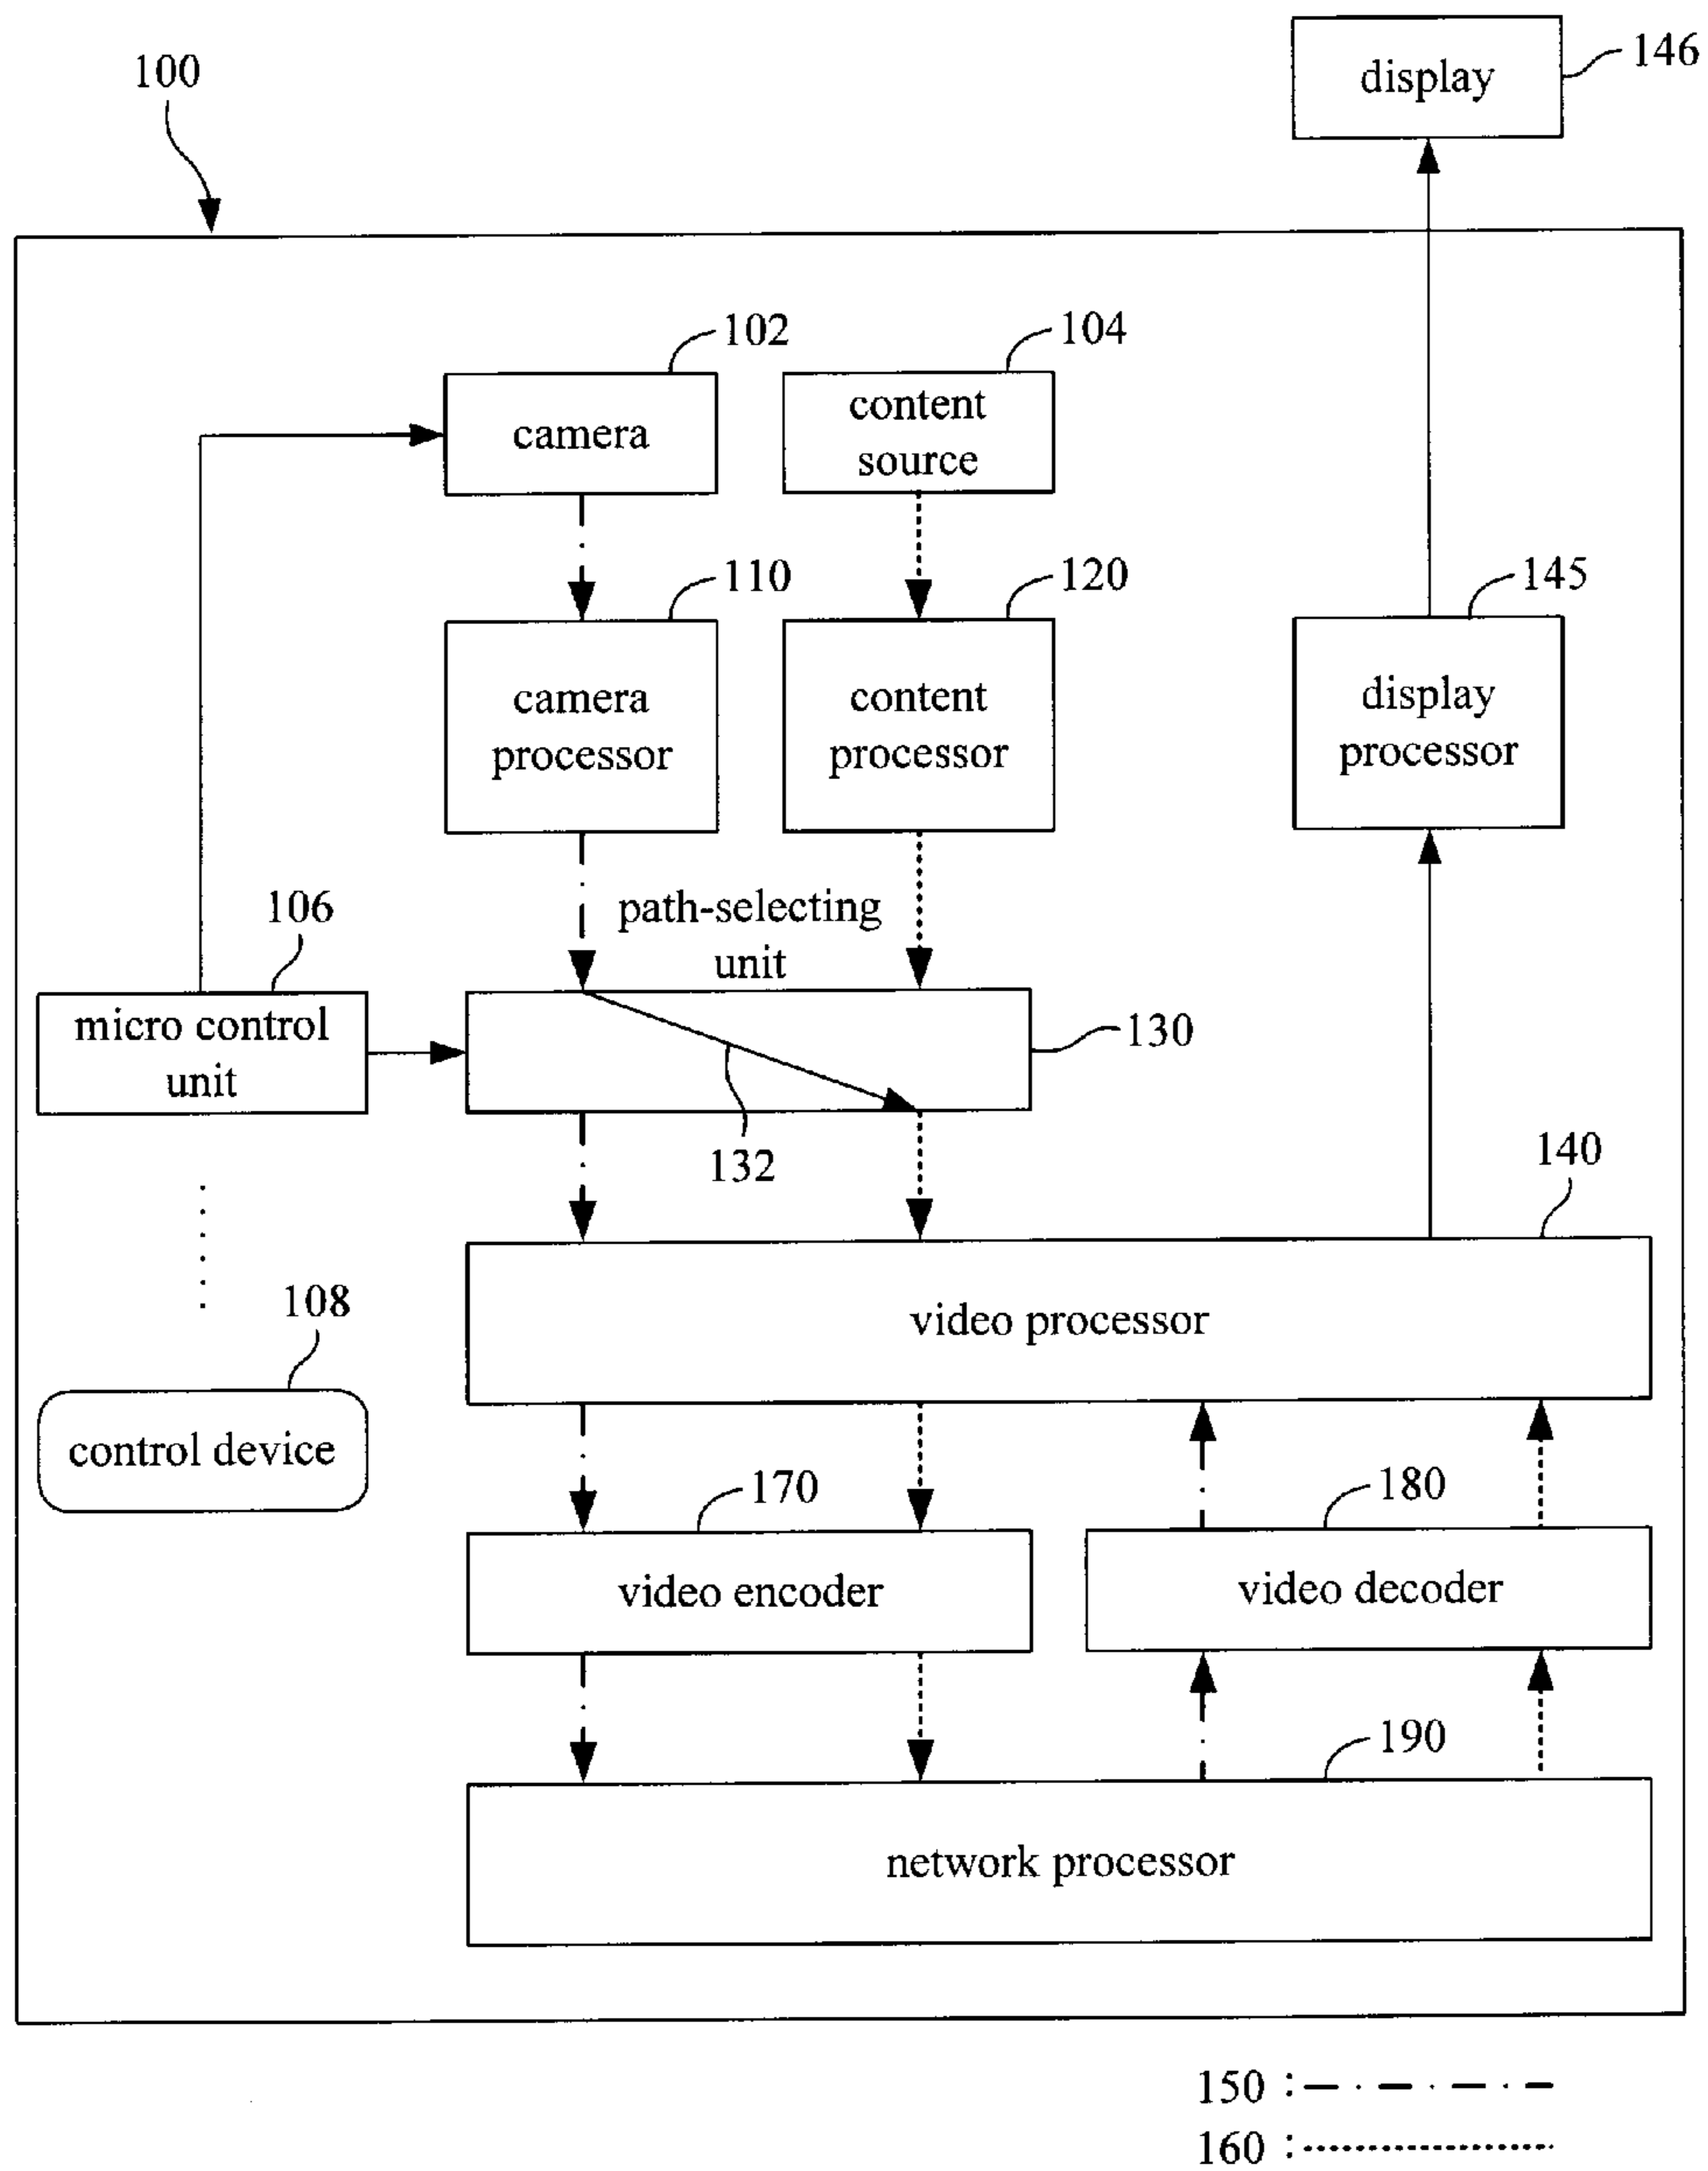 100
display
146
102
104
camera
content
source
110
120
145
camera
processor
content
processor
display
processor
106
path-selecting
unit
micro control
unit
130
132
140
108
video processor
control device
170
180
video encoder
video decoder
190
network processor
150 :
160 :